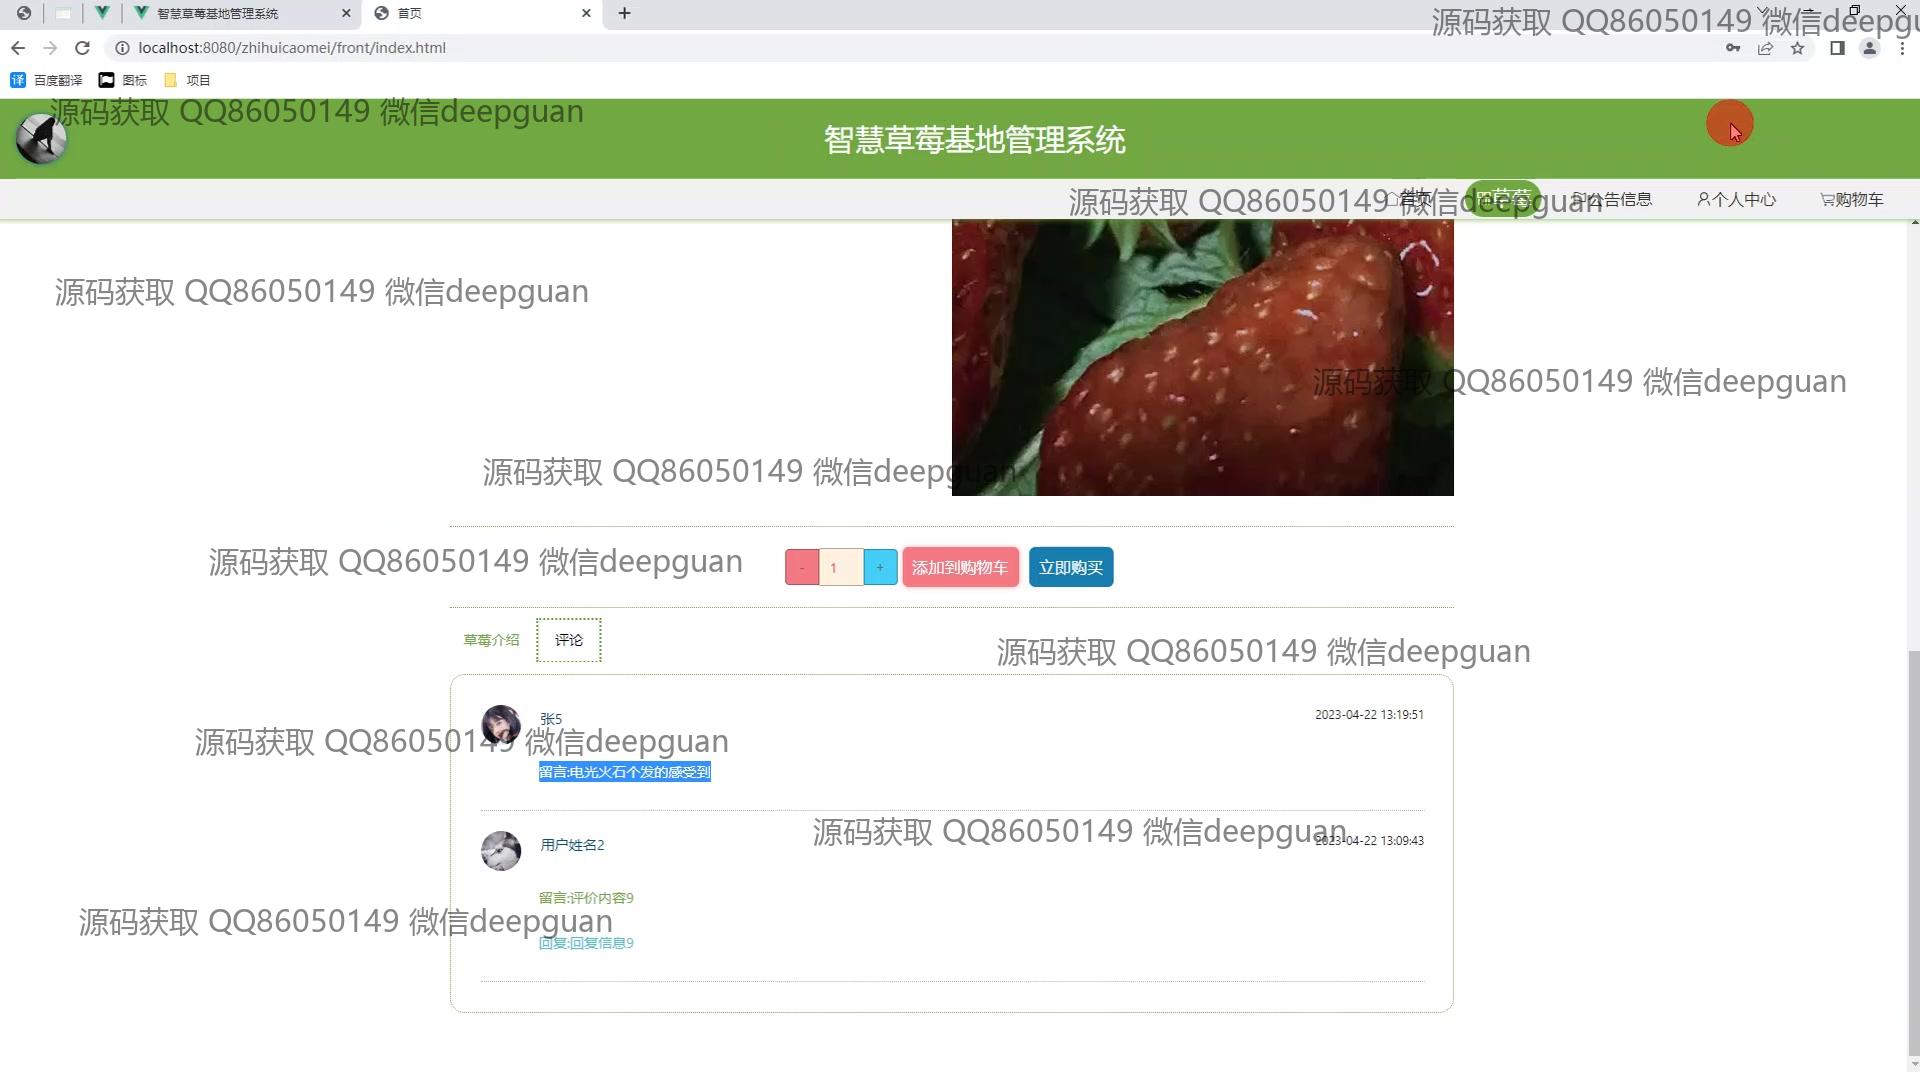 智慧草莓基地管理系统
首页
源码获取 QQ86050149 微信deepgu
localhost:8080/zhihuicaomei/front/index.html
百度翻译
图标
项目
源码获取 QQ86050149 微信deepguan
智慧草莓基地管理系统
源码获取 QQ86050149 微信deepguan
首页
草莓
公告信息
个人中心
购物车
源码获取 QQ86050149 微信deepguan
源码获取 QQ86050149 微信deepguan
源码获取 QQ86050149 微信deepguan
源码获取 QQ86050149 微信deepguan
- 1 + 添加到购物车 立即购买
草莓介绍 评论
源码获取 QQ86050149 微信deepguan
张5 2023-04-22 13:19:51
源码获取 QQ86050149 微信deepguan
留言:电光火石个发的感受到
源码获取 QQ86050149 微信deepguan
用户姓名2 2023-04-22 13:09:43
留言:评价内容9
源码获取 QQ86050149 微信deepguan
回复:回复信息9